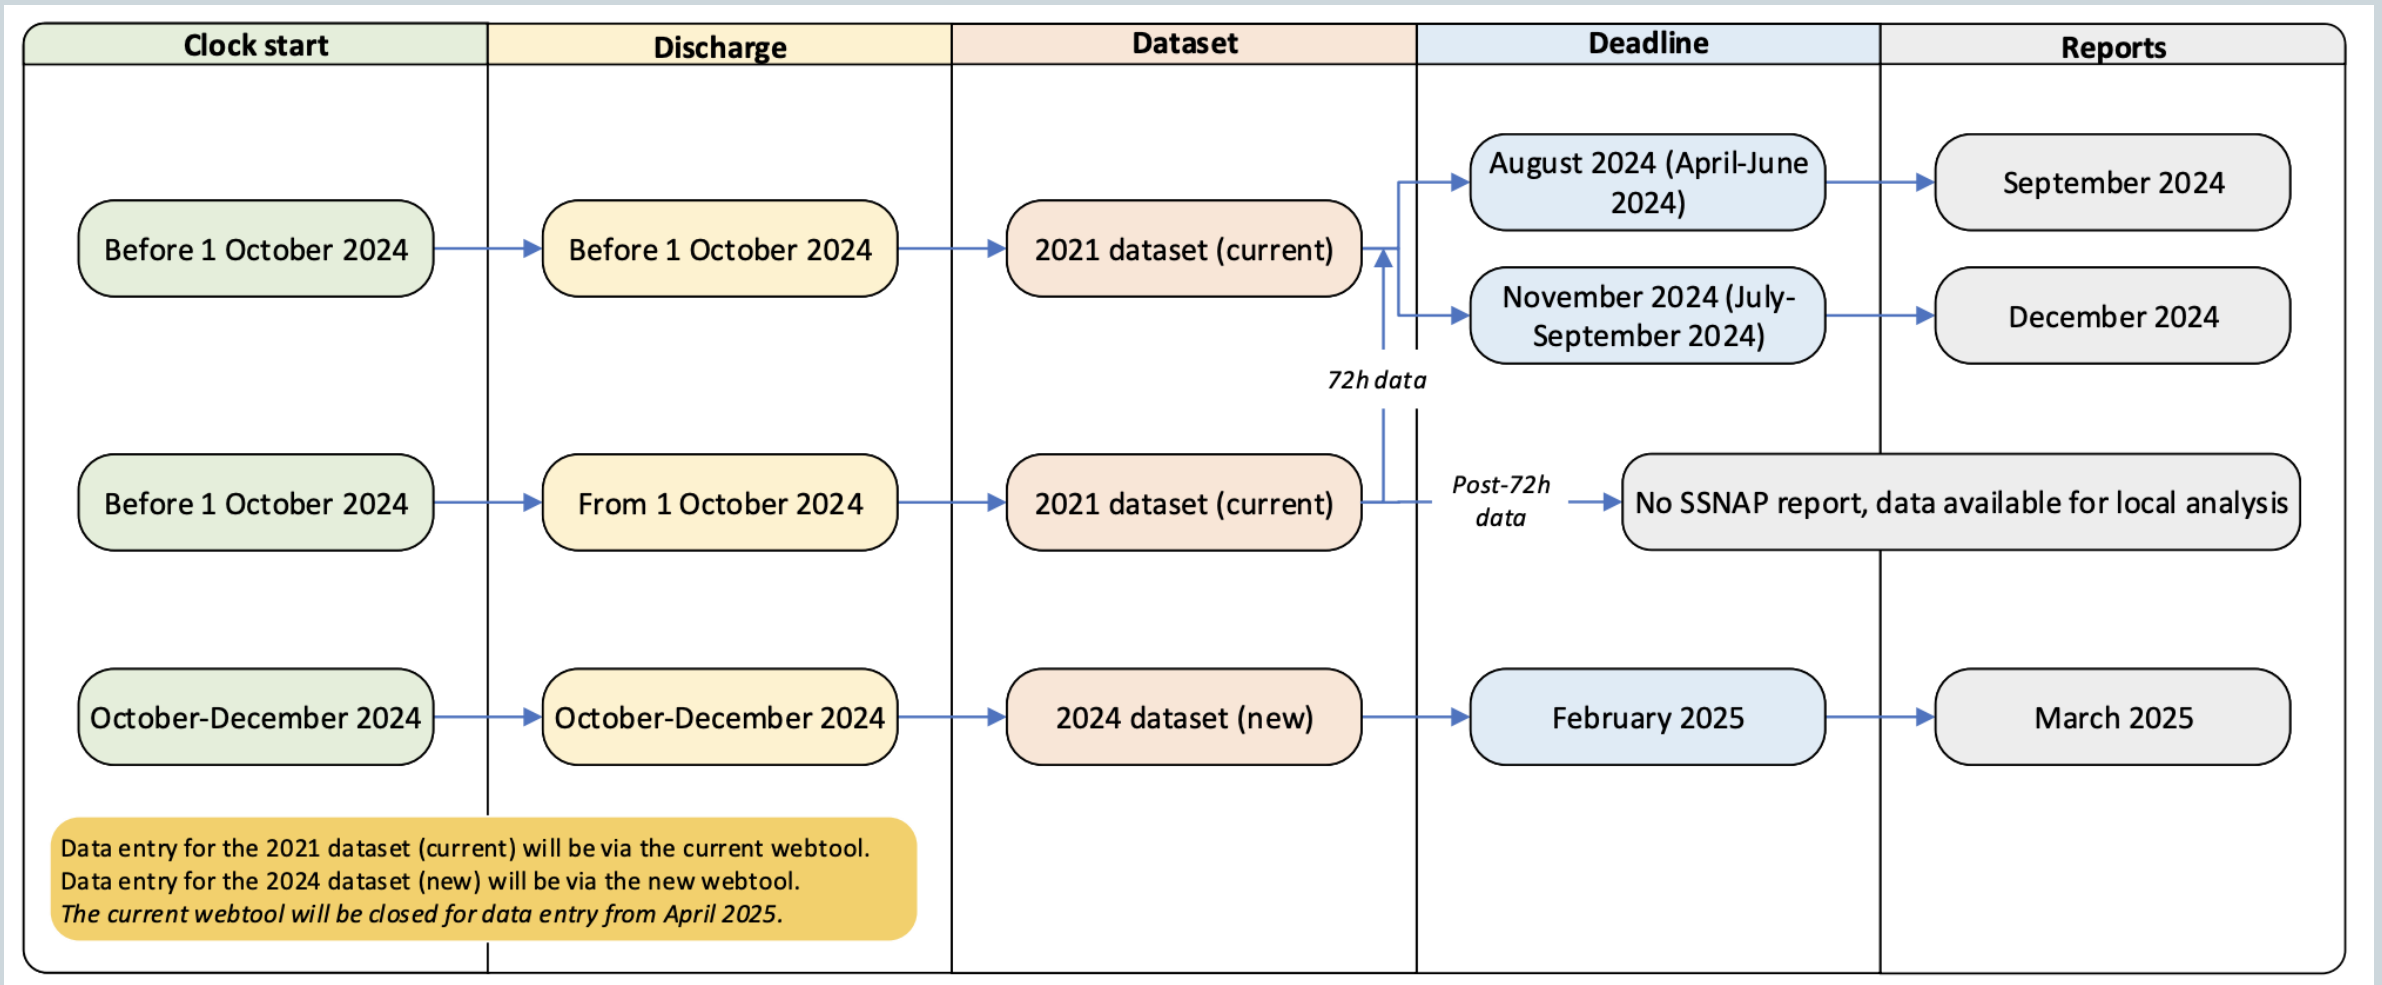 Clock start
Discharge
Dataset
Deadline
Reports
Before 1 October 2024
Before 1 October 2024
2021 dataset (current)
August 2024 (April-June
2024)
September 2024
November 2024 (July-
September 2024)
December 2024
72h data
Before 1 October 2024
From 1 October 2024
2021 dataset (current)
Post-72h
data
No SSNAP report, data available for local analysis
October-December 2024
October-December 2024
2024 dataset (new)
February 2025
March 2025
Data entry for the 2021 dataset (current) will be via the current webtool.
Data entry for the 2024 dataset (new) will be via the new webtool.
The current webtool will be closed for data entry from April 2025.